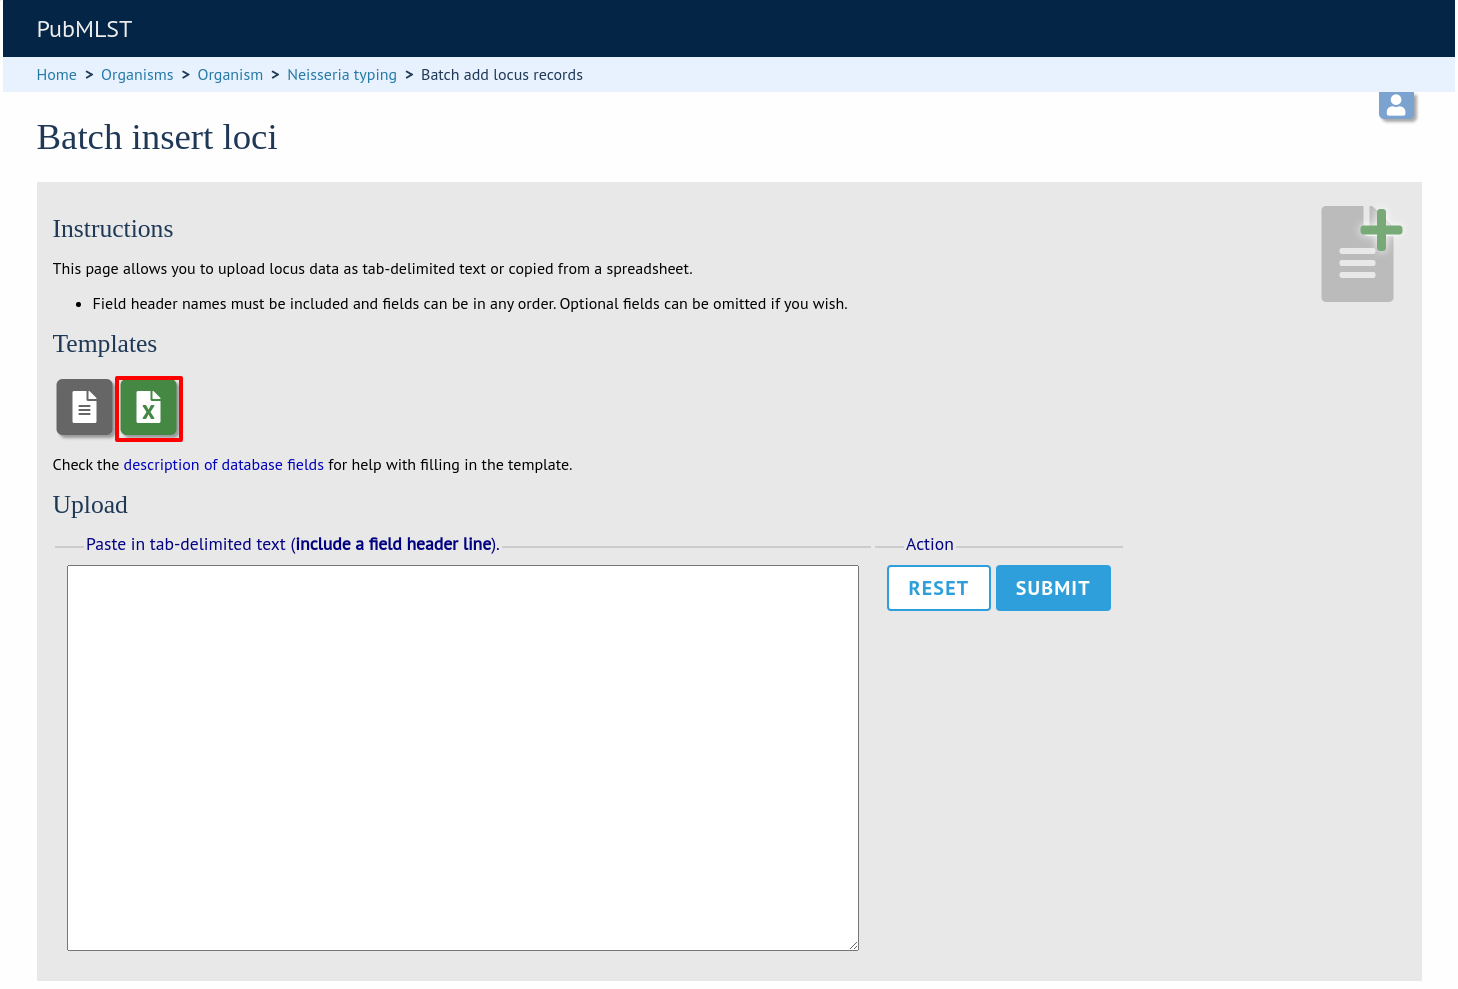 PubMLST
Home > Organisms > Organism > Neisseria typing > Batch add locus records
Batch insert loci
Instructions
This page allows you to upload locus data as tab-delimited text or copied from a spreadsheet.
• Field header names must be included and fields can be in any order. Optional fields can be omitted if you wish.
Templates
X
Check the description of database fields for help with filling in the template.
Upload
Paste in tab-delimited text (include a field header line).
Action
RESET SUBMIT